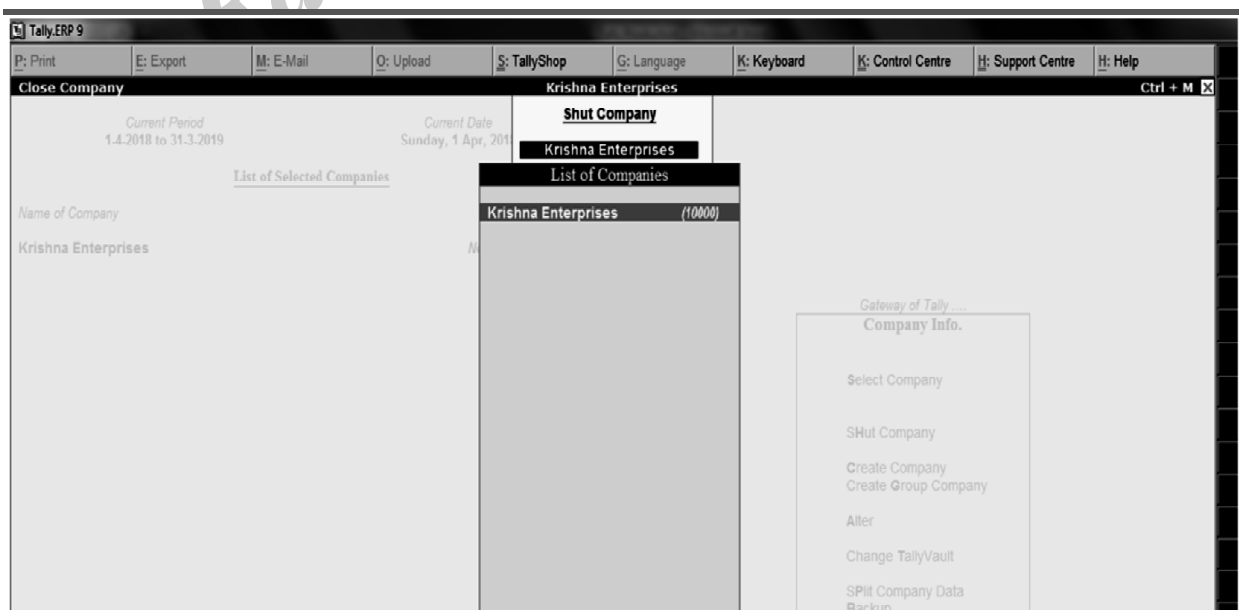 Tally.ERP 9
P: Print E: Export M: E-Mail O: Upload S: TallyShop G: Language K: Keyboard K: Control Centre H: Support Centre H: Help
Close Company Krishna Enterprises Ctrl + M X
Current Period Current Date Shut Company
1-4-2018 to 31-3-2019 Sunday, 1 Apr, 201
Krishna Enterprises
List of Selected Companies List of Companies
Name of Company Krishna Enterprises (10000)
Krishna Enterprises
Gateway of Tally ....
Company Info.
Select Company
SHut Company
Create Company
Create Group Company
Alter
Change TallyVault
SPlit Company Data
Backup